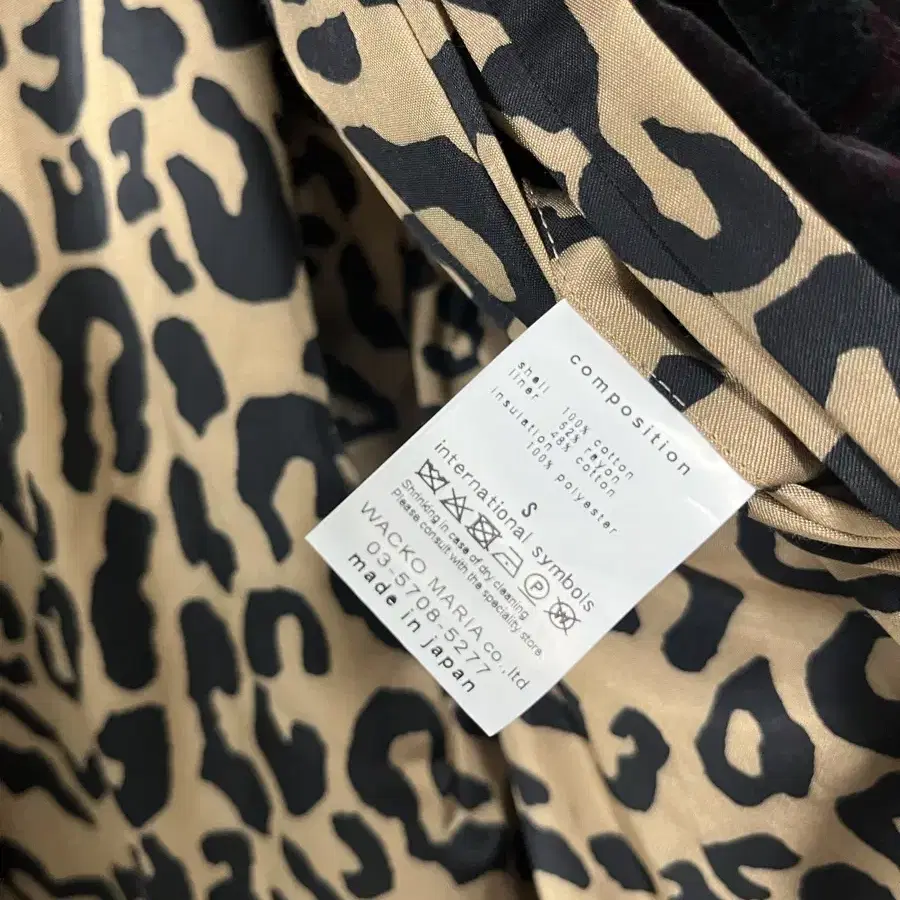 composition
shell 100% cotton
liner 52% rayon
48% cotton
insulation 100% polyester
S
international symbols
P W
Shrinking in case of dry cleaning
Please consult with the speciality store.
WACKO MARIA co.,ltd
03-5708-5277
made in japan